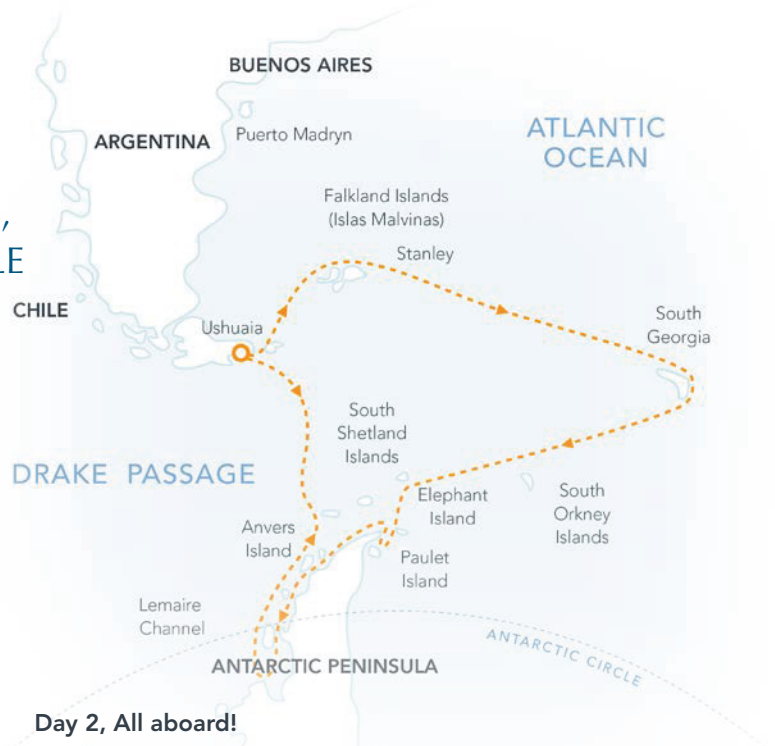 BUENOS AIRES
ARGENTINA
Puerto Madryn
ATLANTIC
OCEAN
Falkland Islands
(Islas Malvinas)
Stanley
CHILE
Ushuaia
South
Georgia
South
Shetland
Islands
DRAKE PASSAGE
Elephant
Island
South
Orkney
Islands
Anvers
Island
Paulet
Island
Lemaire
Channel
ANTARCTIC CIRCLE
ANTARCTIC PENINSULA
Day 2, All aboard!